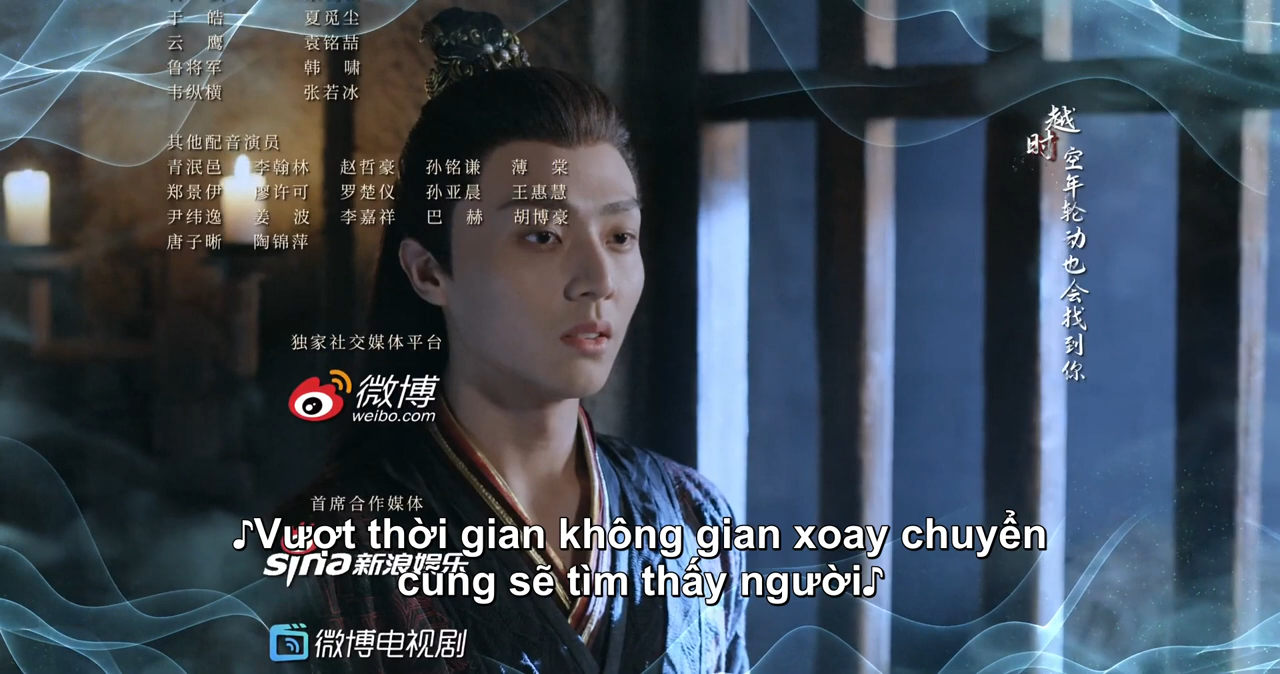 于 皓 夏觅尘
云 鹰 袁铭喆
鲁将军 韩 啸
韦纵横 张若冰
其他配音演员
青泯邑 李翰林 赵哲豪 孙铭谦 薄 棠
郑景伊 廖许可 罗楚仪 孙亚晨 王惠慧
尹纬逸 姜 波 李嘉祥 巴 赫 胡博豪
唐子晰 陶锦萍
独家社交媒体平台
微博
weibo.com
首席合作媒体
sina 新浪娱乐
微博电视剧
越时空年轮动也会找到你
♪Vượt thời gian không gian xoay chuyển
cũng sẽ tìm thấy người♪